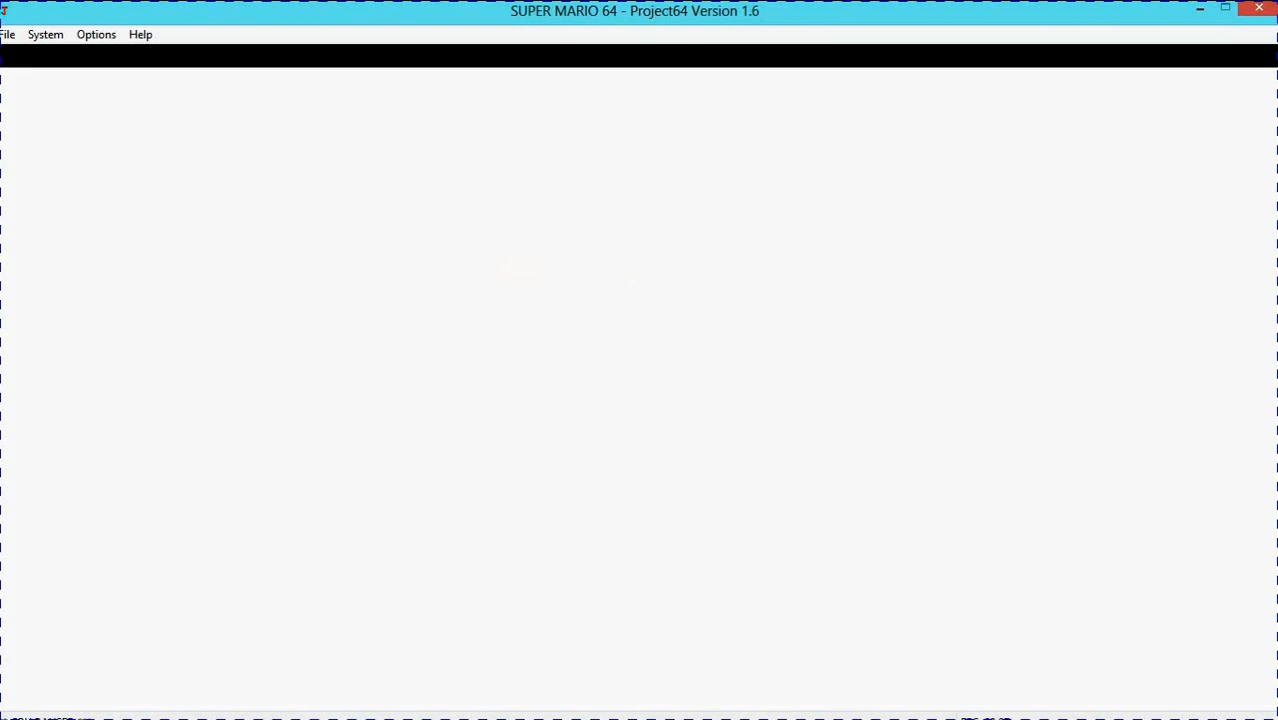 SUPER MARIO 64 - Project64 Version 1.6
File System Options Help